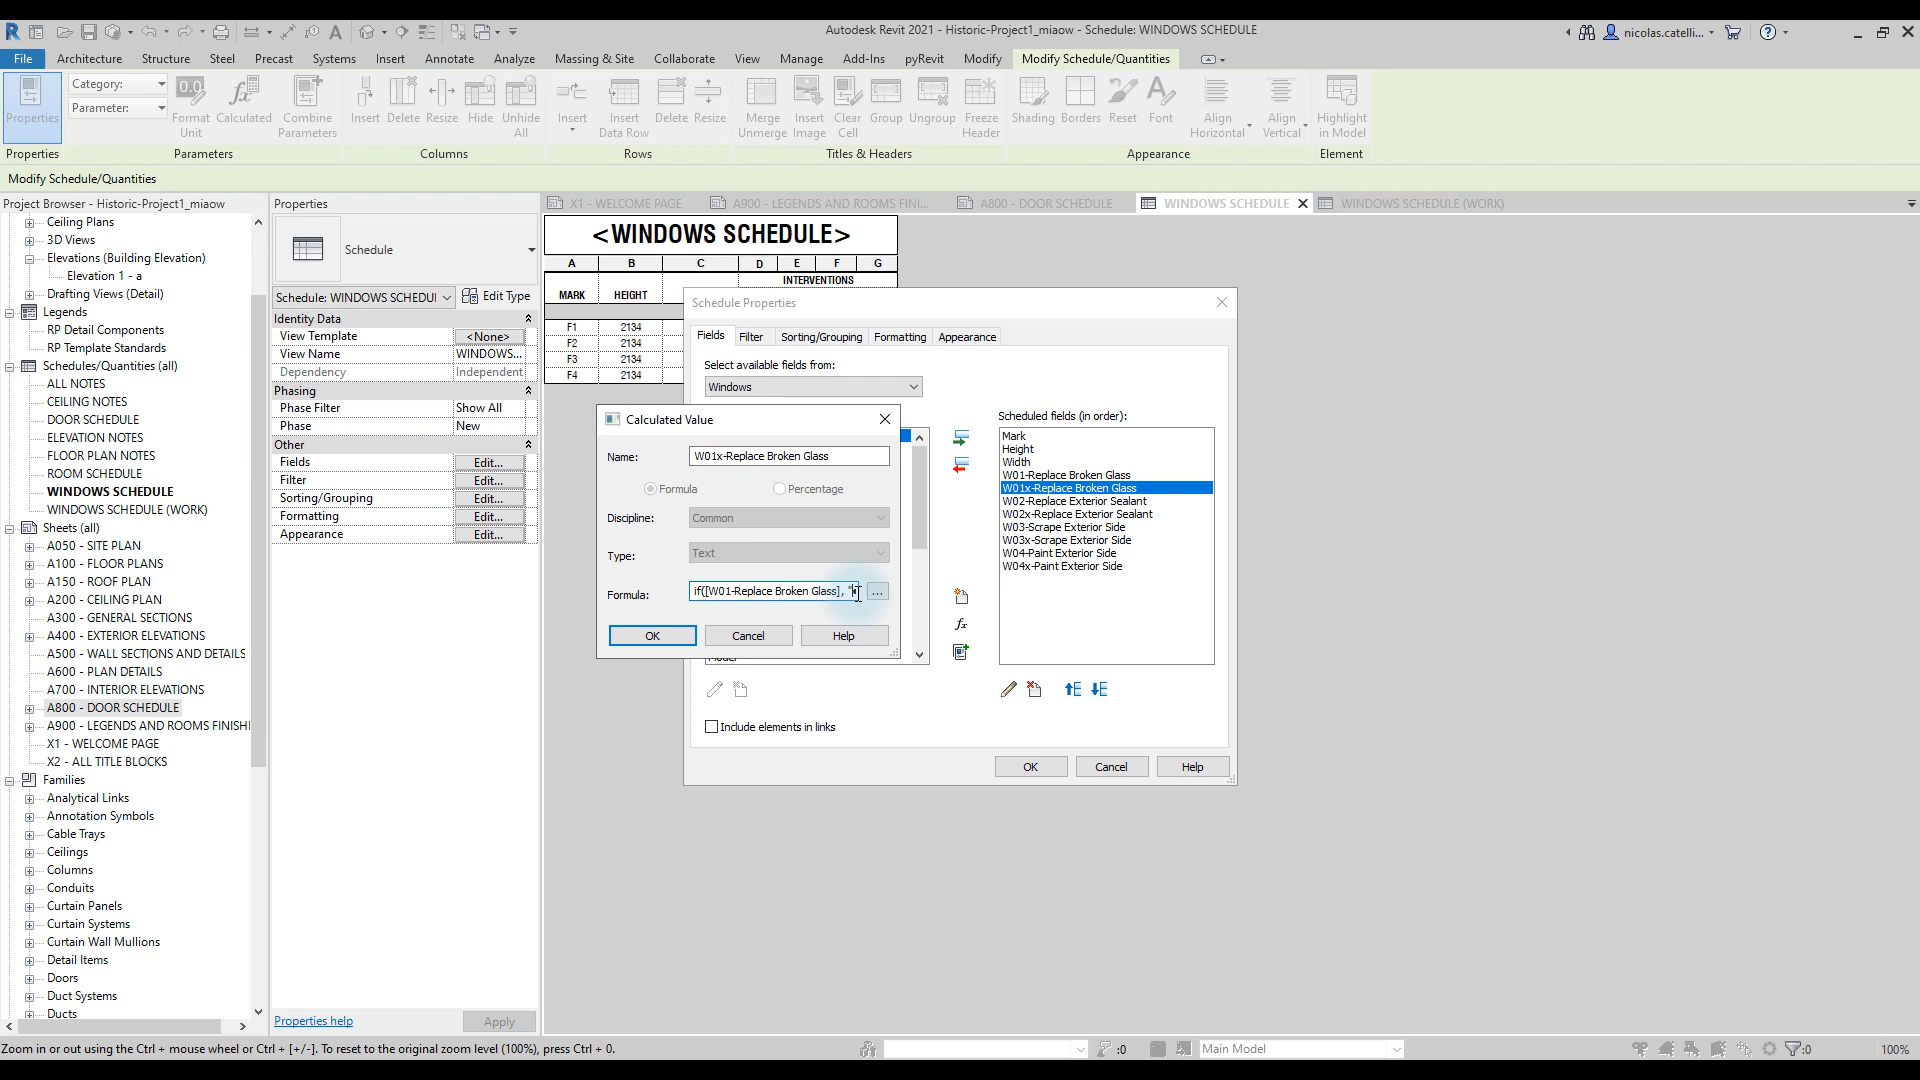 Autodesk Revit 2021 - Historic-Project1_miaow - Schedule: WINDOWS SCHEDULE
nicolas.catelli...
File Architecture Structure Steel Precast Systems Insert Annotate Analyze Massing & Site Collaborate View Manage Add-Ins pyRevit Modify Modify Schedule/Quantities
Category:
Parameter:
Properties
Format Unit
Calculated
Combine Parameters
Insert
Delete
Resize
Hide
Unhide All
Insert
Insert Data Row
Delete
Resize
Merge Unmerge
Insert Image
Clear Cell
Group
Ungroup
Freeze Header
Shading
Borders
Reset
Font
Align Horizontal
Align Vertical
Highlight in Model
Properties Parameters Columns Rows Titles & Headers Appearance Element
Modify Schedule/Quantities
Project Browser - Historic-Project1_miaow
Ceiling Plans
3D Views
Elevations (Building Elevation)
Elevation 1 - a
Drafting Views (Detail)
Legends
RP Detail Components
RP Template Standards
Schedules/Quantities (all)
ALL NOTES
CEILING NOTES
DOOR SCHEDULE
ELEVATION NOTES
FLOOR PLAN NOTES
ROOM SCHEDULE
WINDOWS SCHEDULE
WINDOWS SCHEDULE (WORK)
Sheets (all)
A050 - SITE PLAN
A100 - FLOOR PLANS
A150 - ROOF PLAN
A200 - CEILING PLAN
A300 - GENERAL SECTIONS
A400 - EXTERIOR ELEVATIONS
A500 - WALL SECTIONS AND DETAILS
A600 - PLAN DETAILS
A700 - INTERIOR ELEVATIONS
A800 - DOOR SCHEDULE
A900 - LEGENDS AND ROOMS FINISHI
X1 - WELCOME PAGE
X2 - ALL TITLE BLOCKS
Families
Analytical Links
Annotation Symbols
Cable Trays
Ceilings
Columns
Conduits
Curtain Panels
Curtain Systems
Curtain Wall Mullions
Detail Items
Doors
Duct Systems
Ducts
Properties
Schedule
Schedule: WINDOWS SCHEDUI
Edit Type
Identity Data
View Template <None>
View Name WINDOWS...
Dependency Independent
Phasing
Phase Filter Show All
Phase New
Other
Fields Edit...
Filter Edit...
Sorting/Grouping Edit...
Formatting Edit...
Appearance Edit...
Properties help
Apply
X1 - WELCOME PAGE
A900 - LEGENDS AND ROOMS FINI...
A800 - DOOR SCHEDULE
WINDOWS SCHEDULE
WINDOWS SCHEDULE (WORK)
<WINDOWS SCHEDULE>
A B C D E F G
INTERVENTIONS
MARK HEIGHT
F1 2134
F2 2134
F3 2134
F4 2134
Schedule Properties
Fields Filter Sorting/Grouping Formatting Appearance
Select available fields from:
Windows
Scheduled fields (in order):
Mark
Height
Width
W01-Replace Broken Glass
W01x-Replace Broken Glass
W02-Replace Exterior Sealant
W02x-Replace Exterior Sealant
W03-Scrape Exterior Side
W03x-Scrape Exterior Side
W04-Paint Exterior Side
W04x-Paint Exterior Side
fx
Include elements in links
OK Cancel Help
Calculated Value
Name: W01x-Replace Broken Glass
Formula Percentage
Discipline: Common
Type: Text
Formula: if([W01-Replace Broken Glass], "
...
OK Cancel Help
Zoom in or out using the Ctrl + mouse wheel or Ctrl + [+/-]. To reset to the original zoom level (100%), press Ctrl + 0.
:0
Main Model
:0
100%